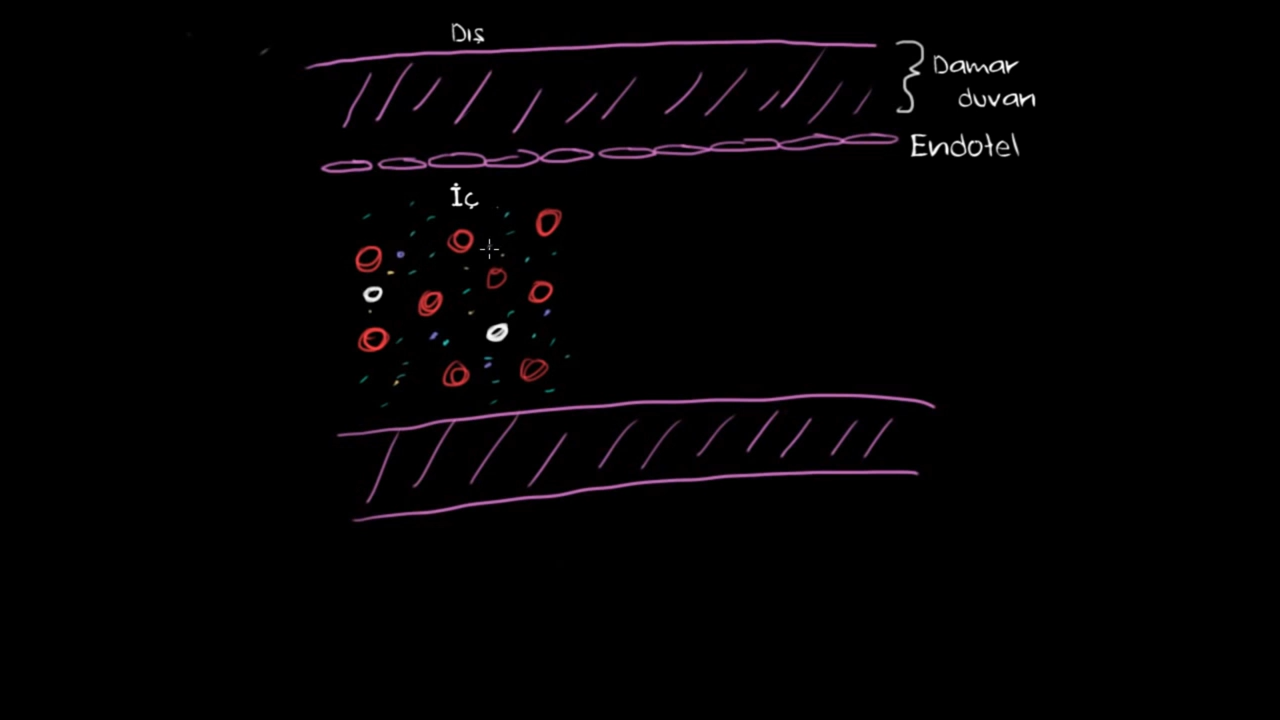 Dış
Damar
duvarı
Endotel
İç